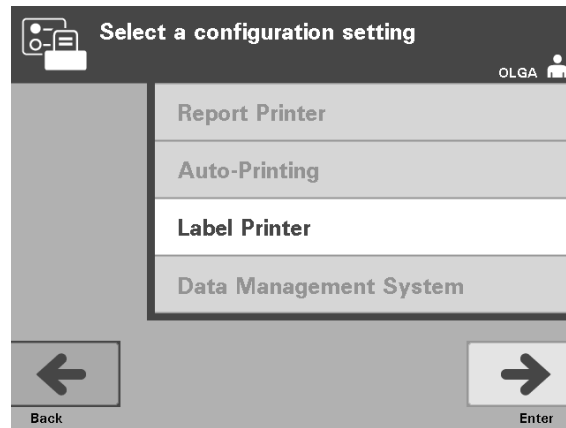 Select a configuration setting
OLGA
Report Printer
Auto-Printing
Label Printer
Data Management System
Back
Enter